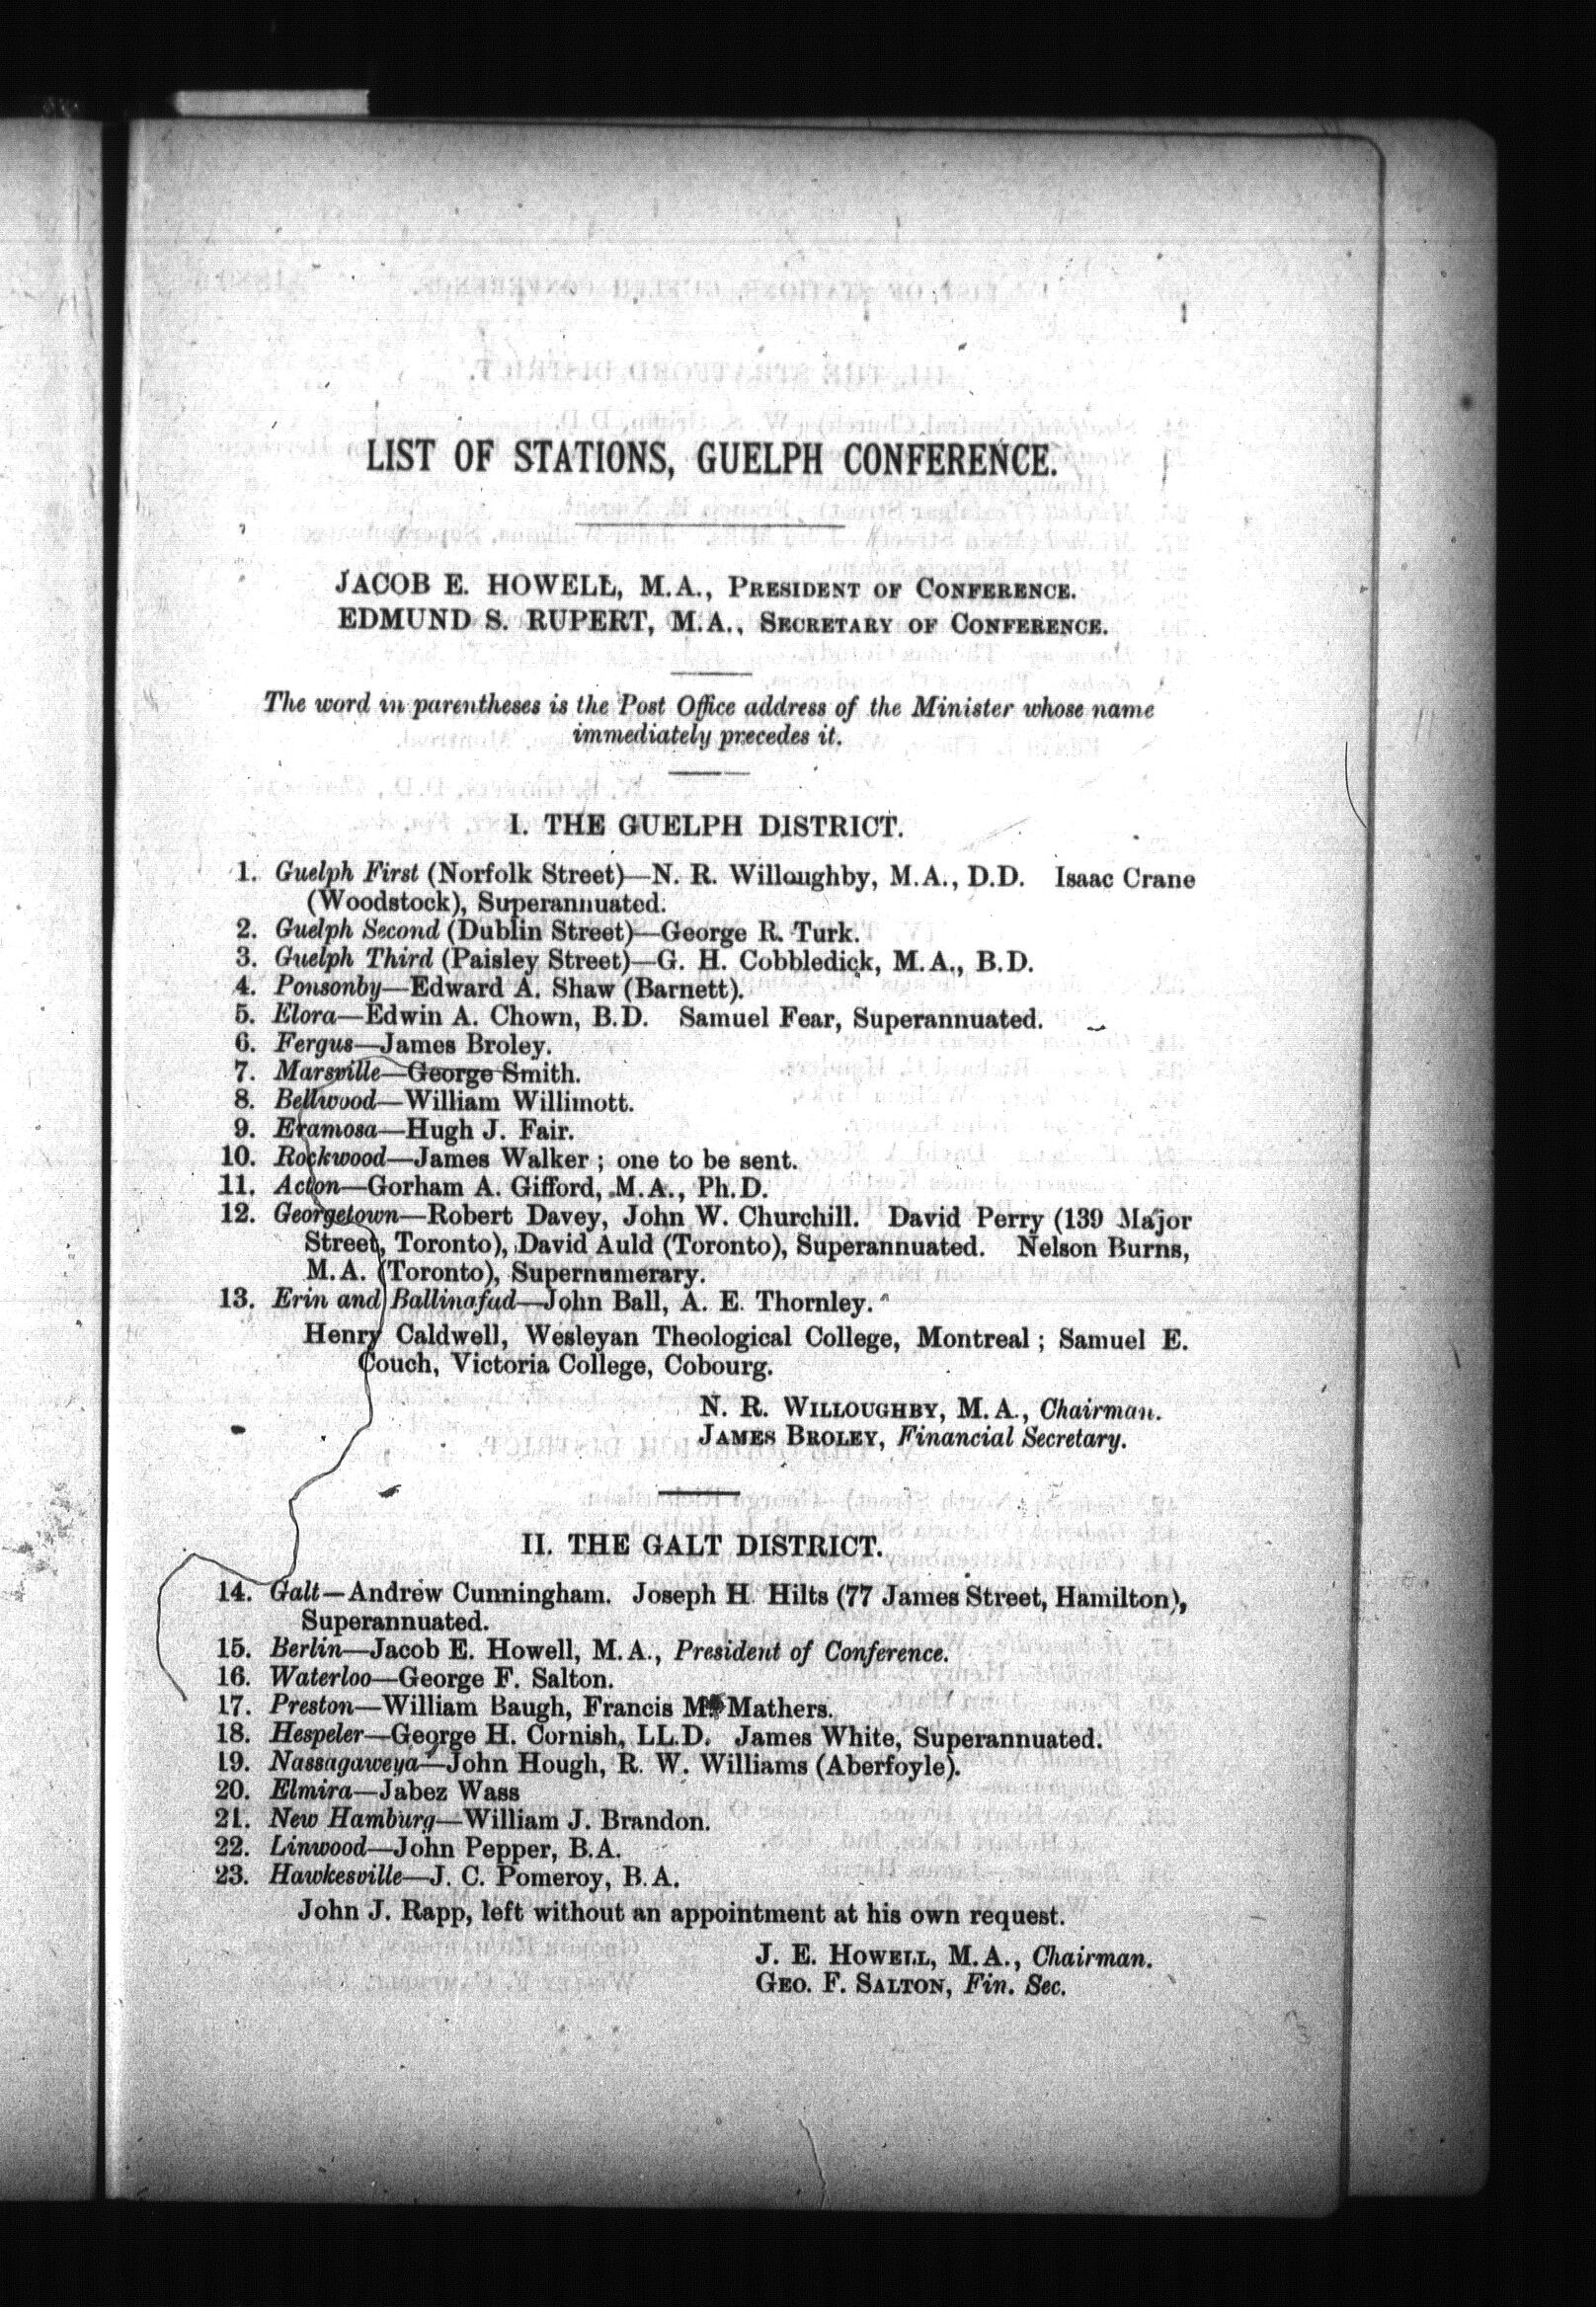 LIST OF STATIONS, GUELPH CONFERENCE.
JACOB E. HOWELL, M.A., PRESIDENT OF CONFERENCE.
EDMUND S. RUPERT, M.A., SECRETARY OF CONFERENCE.
The word in parentheses is the Post Office address of the Minister whose name
immediately precedes it.
I. THE GUELPH DISTRICT.
1. Guelph First (Norfolk Street)—N. R. Willoughby, M.A., D.D. Isaac Crane
(Woodstock), Superannuated.
2. Guelph Second (Dublin Street)—George R. Turk.
3. Guelph Third (Paisley Street)—G. H. Cobbledick, M.A., B.D.
4. Ponsonby—Edward A. Shaw (Barnett).
5. Elora—Edwin A. Chown, B.D. Samuel Fear, Superannuated.
6. Fergus—James Broley.
7. Marsville—George Smith.
8. Bellwood—William Willimott.
9. Eramosa—Hugh J. Fair.
10. Rockwood—James Walker; one to be sent.
11. Acton—Gorham A. Gifford, M.A., Ph.D.
12. Georgetown—Robert Davey, John W. Churchill. David Perry (139 Major
Street, Toronto), David Auld (Toronto), Superannuated. Nelson Burns,
M.A. (Toronto), Supernumerary.
13. Erin and Ballinafad—John Ball, A. E. Thornley.
Henry Caldwell, Wesleyan Theological College, Montreal; Samuel E.
Couch, Victoria College, Cobourg.
N. R. WILLOUGHBY, M.A., Chairman.
JAMES BROLEY, Financial Secretary.
II. THE GALT DISTRICT.
14. Galt—Andrew Cunningham. Joseph H. Hilts (77 James Street, Hamilton),
Superannuated.
15. Berlin—Jacob E. Howell, M.A., President of Conference.
16. Waterloo—George F. Salton.
17. Preston—William Baugh, Francis M. Mathers.
18. Hespeler—George H. Cornish, LL.D. James White, Superannuated.
19. Nassagaweya—John Hough, R. W. Williams (Aberfoyle).
20. Elmira—Jabez Wass
21. New Hamburg—William J. Brandon.
22. Linwood—John Pepper, B.A.
23. Hawkesville—J. C. Pomeroy, B.A.
John J. Rapp, left without an appointment at his own request.
J. E. HOWELL, M.A., Chairman.
GEO. F. SALTON, Fin. Sec.